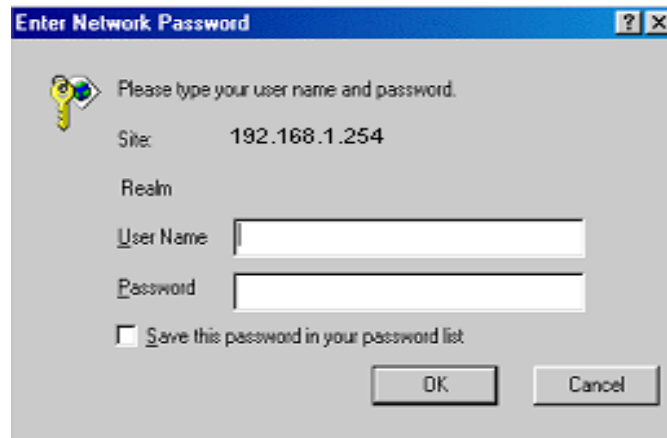 Enter Network Password
Please type your user name and password.
Site: 192.168.1.254
Realm
User Name
Password
Save this password in your password list
OK Cancel